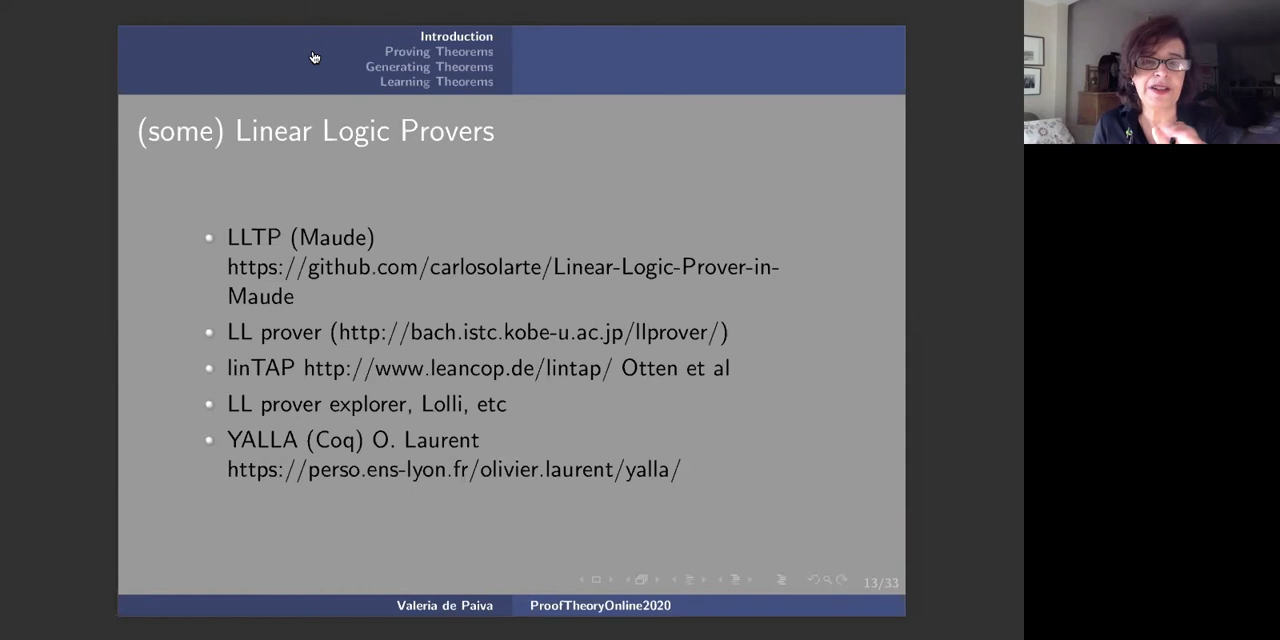 Introduction
Proving Theorems
Generating Theorems
Learning Theorems
(some) Linear Logic Provers
LLTP (Maude)
https://github.com/carlosolarte/Linear-Logic-Prover-in-
Maude
LL prover (http://bach.istc.kobe-u.ac.jp/llprover/)
linTAP http://www.leancop.de/lintap/ Otten et al
LL prover explorer, Lolli, etc
YALLA (Coq) O. Laurent
https://perso.ens-lyon.fr/olivier.laurent/yalla/
13/33
Valeria de Paiva
ProofTheoryOnline2020